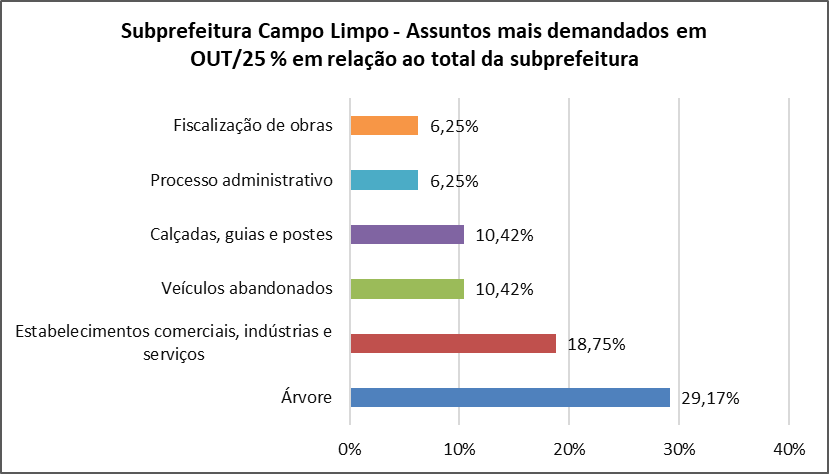 Subprefeitura Campo Limpo - Assuntos mais demandados em
OUT/25 % em relação ao total da subprefeitura
Fiscalização de obras
6,25%
Processo administrativo
6,25%
Calçadas, guias e postes
10,42%
Veículos abandonados
10,42%
Estabelecimentos comerciais, indústrias e
serviços
18,75%
Árvore
29,17%
0%
10%
20%
30%
40%